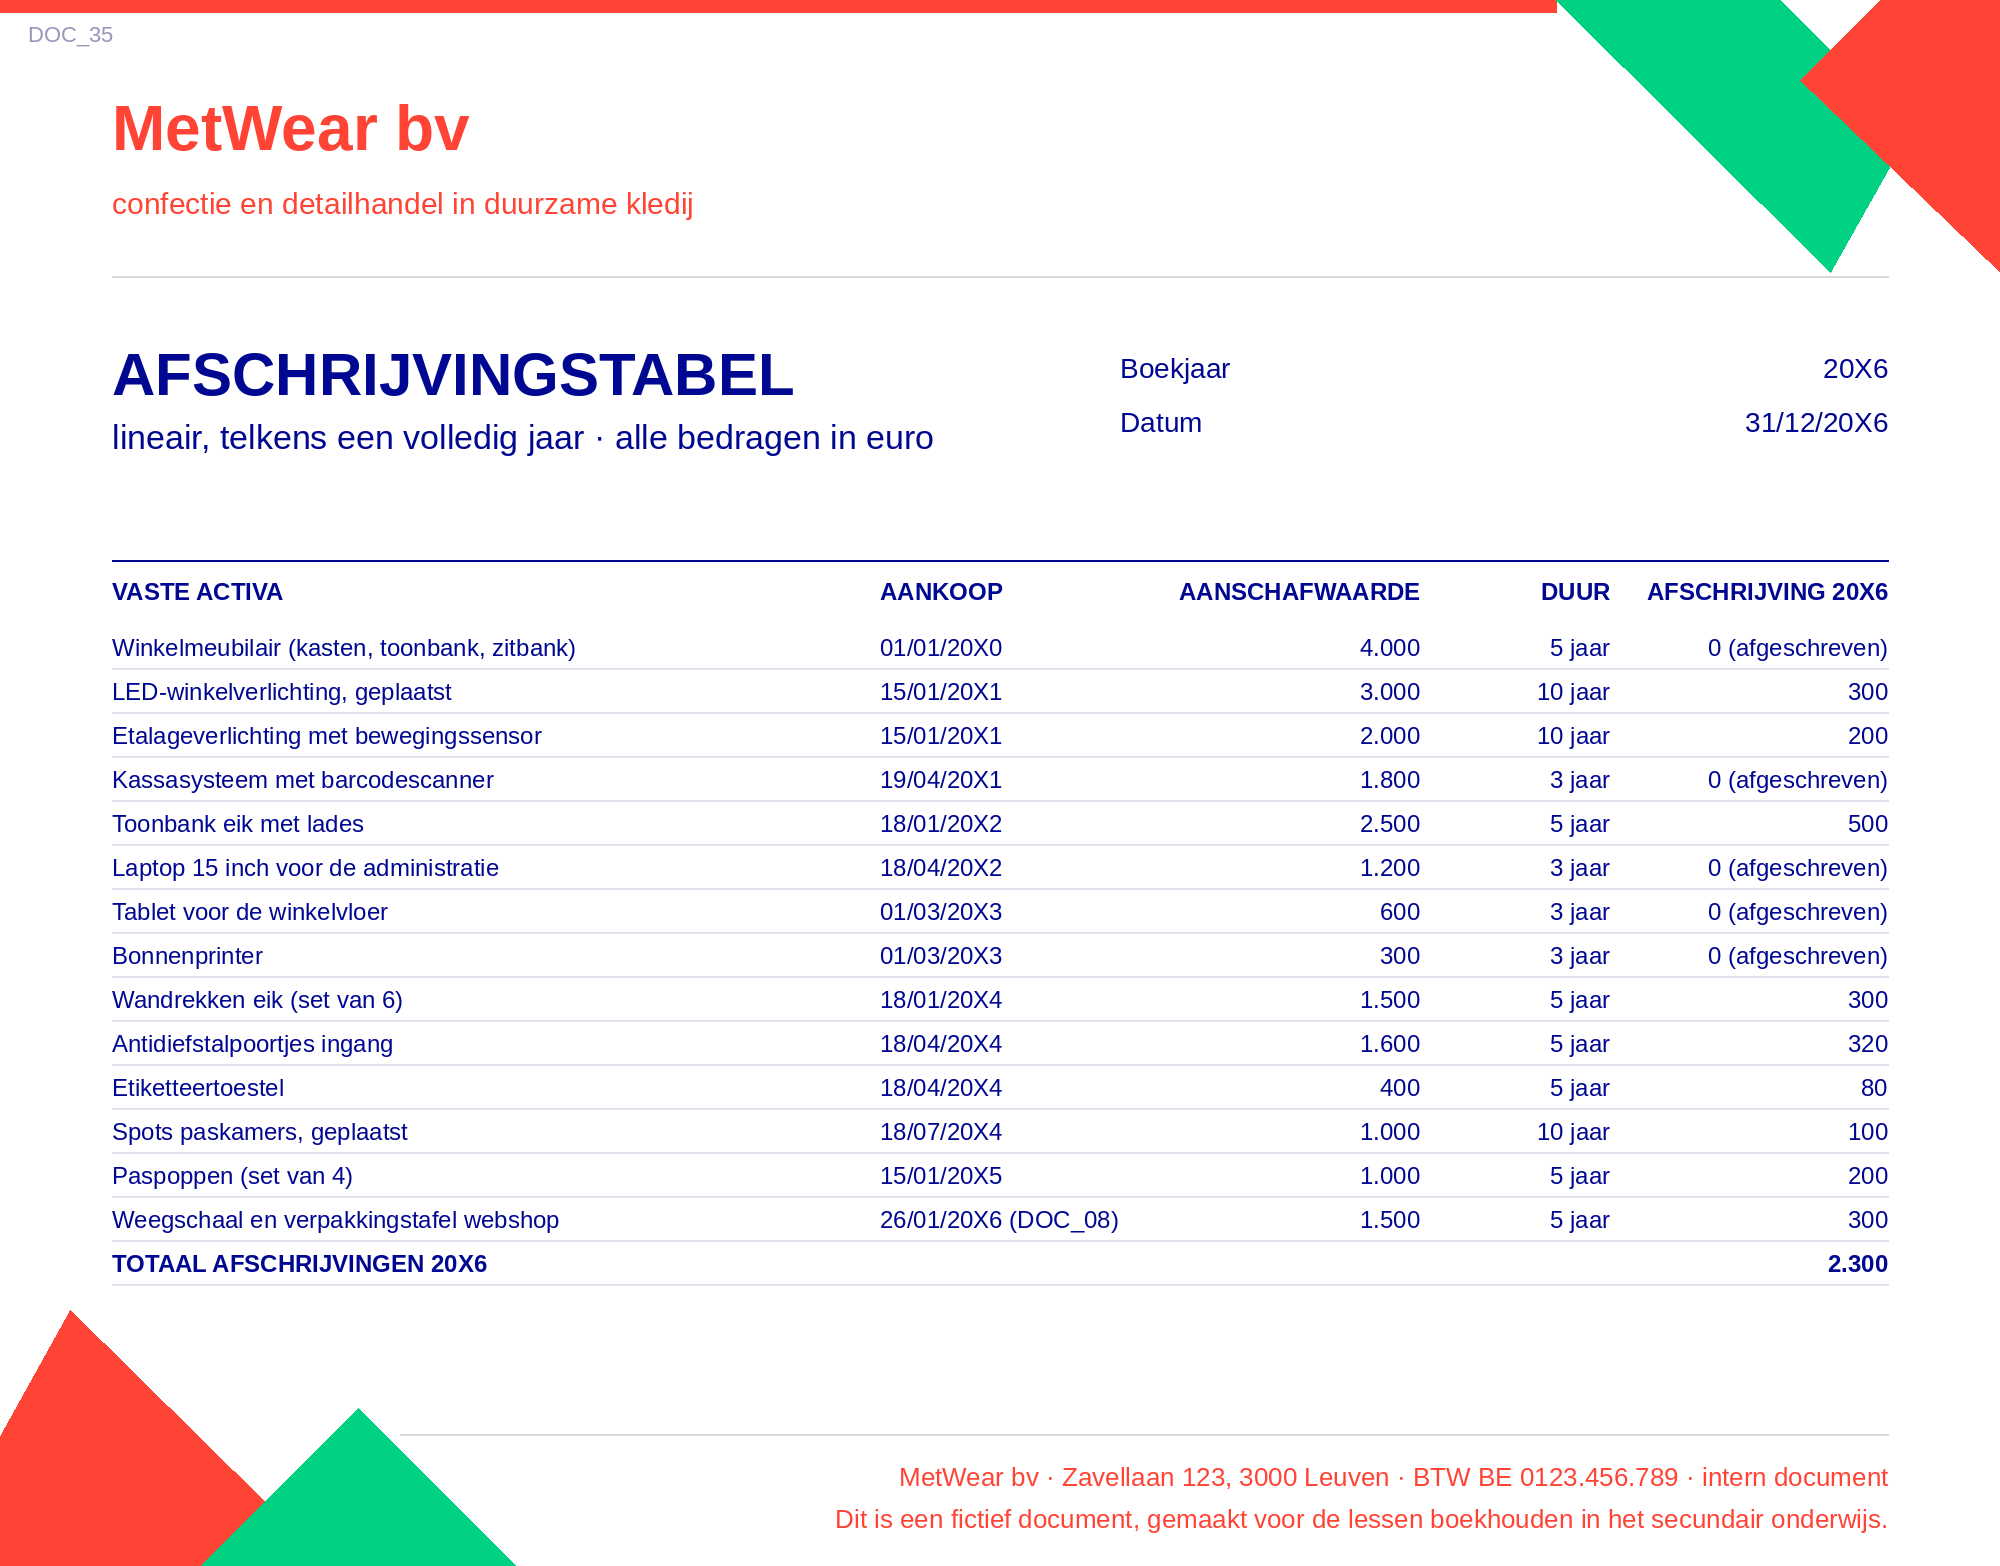 DOC_35
MetWear bv
confectie en detailhandel in duurzame kledij
AFSCHRIJVINGSTABEL
lineair, telkens een volledig jaar · alle bedragen in euro
Boekjaar 20X6
Datum 31/12/20X6
VASTE ACTIVA AANKOOP AANSCHAFWAARDE DUUR AFSCHRIJVING 20X6
Winkelmeubilair (kasten, toonbank, zitbank) 01/01/20X0 4.000 5 jaar 0 (afgeschreven)
LED-winkelverlichting, geplaatst 15/01/20X1 3.000 10 jaar 300
Etalageverlichting met bewegingssensor 15/01/20X1 2.000 10 jaar 200
Kassasysteem met barcodescanner 19/04/20X1 1.800 3 jaar 0 (afgeschreven)
Toonbank eik met lades 18/01/20X2 2.500 5 jaar 500
Laptop 15 inch voor de administratie 18/04/20X2 1.200 3 jaar 0 (afgeschreven)
Tablet voor de winkelvloer 01/03/20X3 600 3 jaar 0 (afgeschreven)
Bonnenprinter 01/03/20X3 300 3 jaar 0 (afgeschreven)
Wandrekken eik (set van 6) 18/01/20X4 1.500 5 jaar 300
Antidiefstalpoortjes ingang 18/04/20X4 1.600 5 jaar 320
Etiketteertoestel 18/04/20X4 400 5 jaar 80
Spots paskamers, geplaatst 18/07/20X4 1.000 10 jaar 100
Paspoppen (set van 4) 15/01/20X5 1.000 5 jaar 200
Weegschaal en verpakkingstafel webshop 26/01/20X6 (DOC_08) 1.500 5 jaar 300
TOTAAL AFSCHRIJVINGEN 20X6 2.300
MetWear bv · Zavellaan 123, 3000 Leuven · BTW BE 0123.456.789 · intern document
Dit is een fictief document, gemaakt voor de lessen boekhouden in het secundair onderwijs.